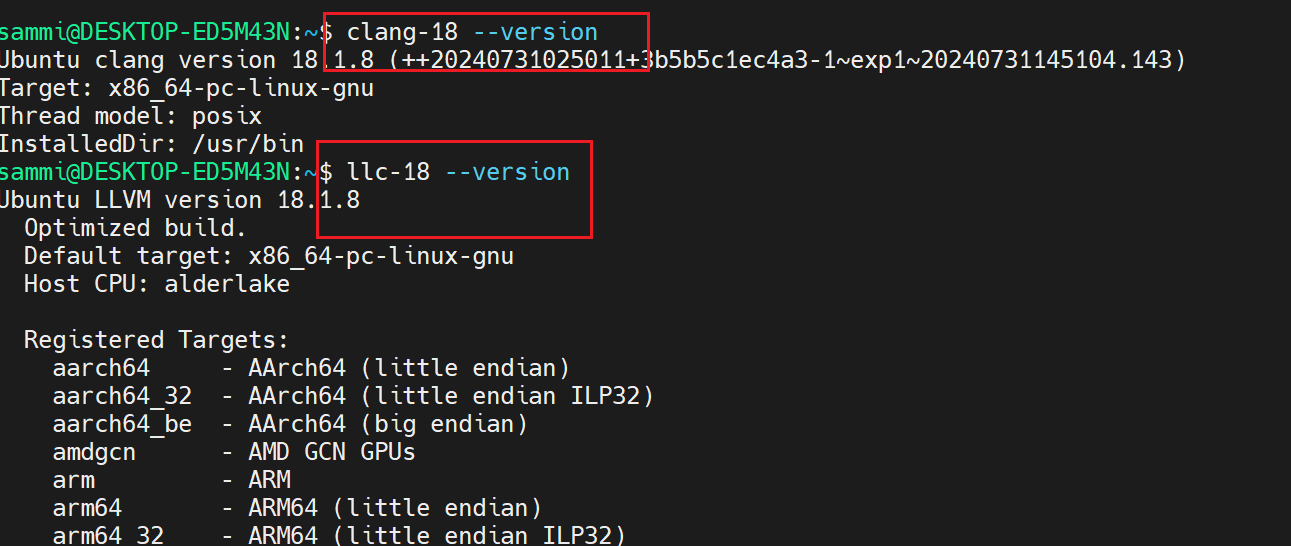 sammi@DESKTOP-ED5M43N:~$ clang-18 --version
Ubuntu clang version 18.1.8 (++20240731025011+3b5b5c1ec4a3-1~exp1~20240731145104.143)
Target: x86_64-pc-linux-gnu
Thread model: posix
InstalledDir: /usr/bin
sammi@DESKTOP-ED5M43N:~$ llc-18 --version
Ubuntu LLVM version 18.1.8
  Optimized build.
  Default target: x86_64-pc-linux-gnu
  Host CPU: alderlake

  Registered Targets:
    aarch64     - AArch64 (little endian)
    aarch64_32  - AArch64 (little endian ILP32)
    aarch64_be  - AArch64 (big endian)
    amdgcn      - AMD GCN GPUs
    arm         - ARM
    arm64       - ARM64 (little endian)
    arm64_32    - ARM64 (little endian ILP32)